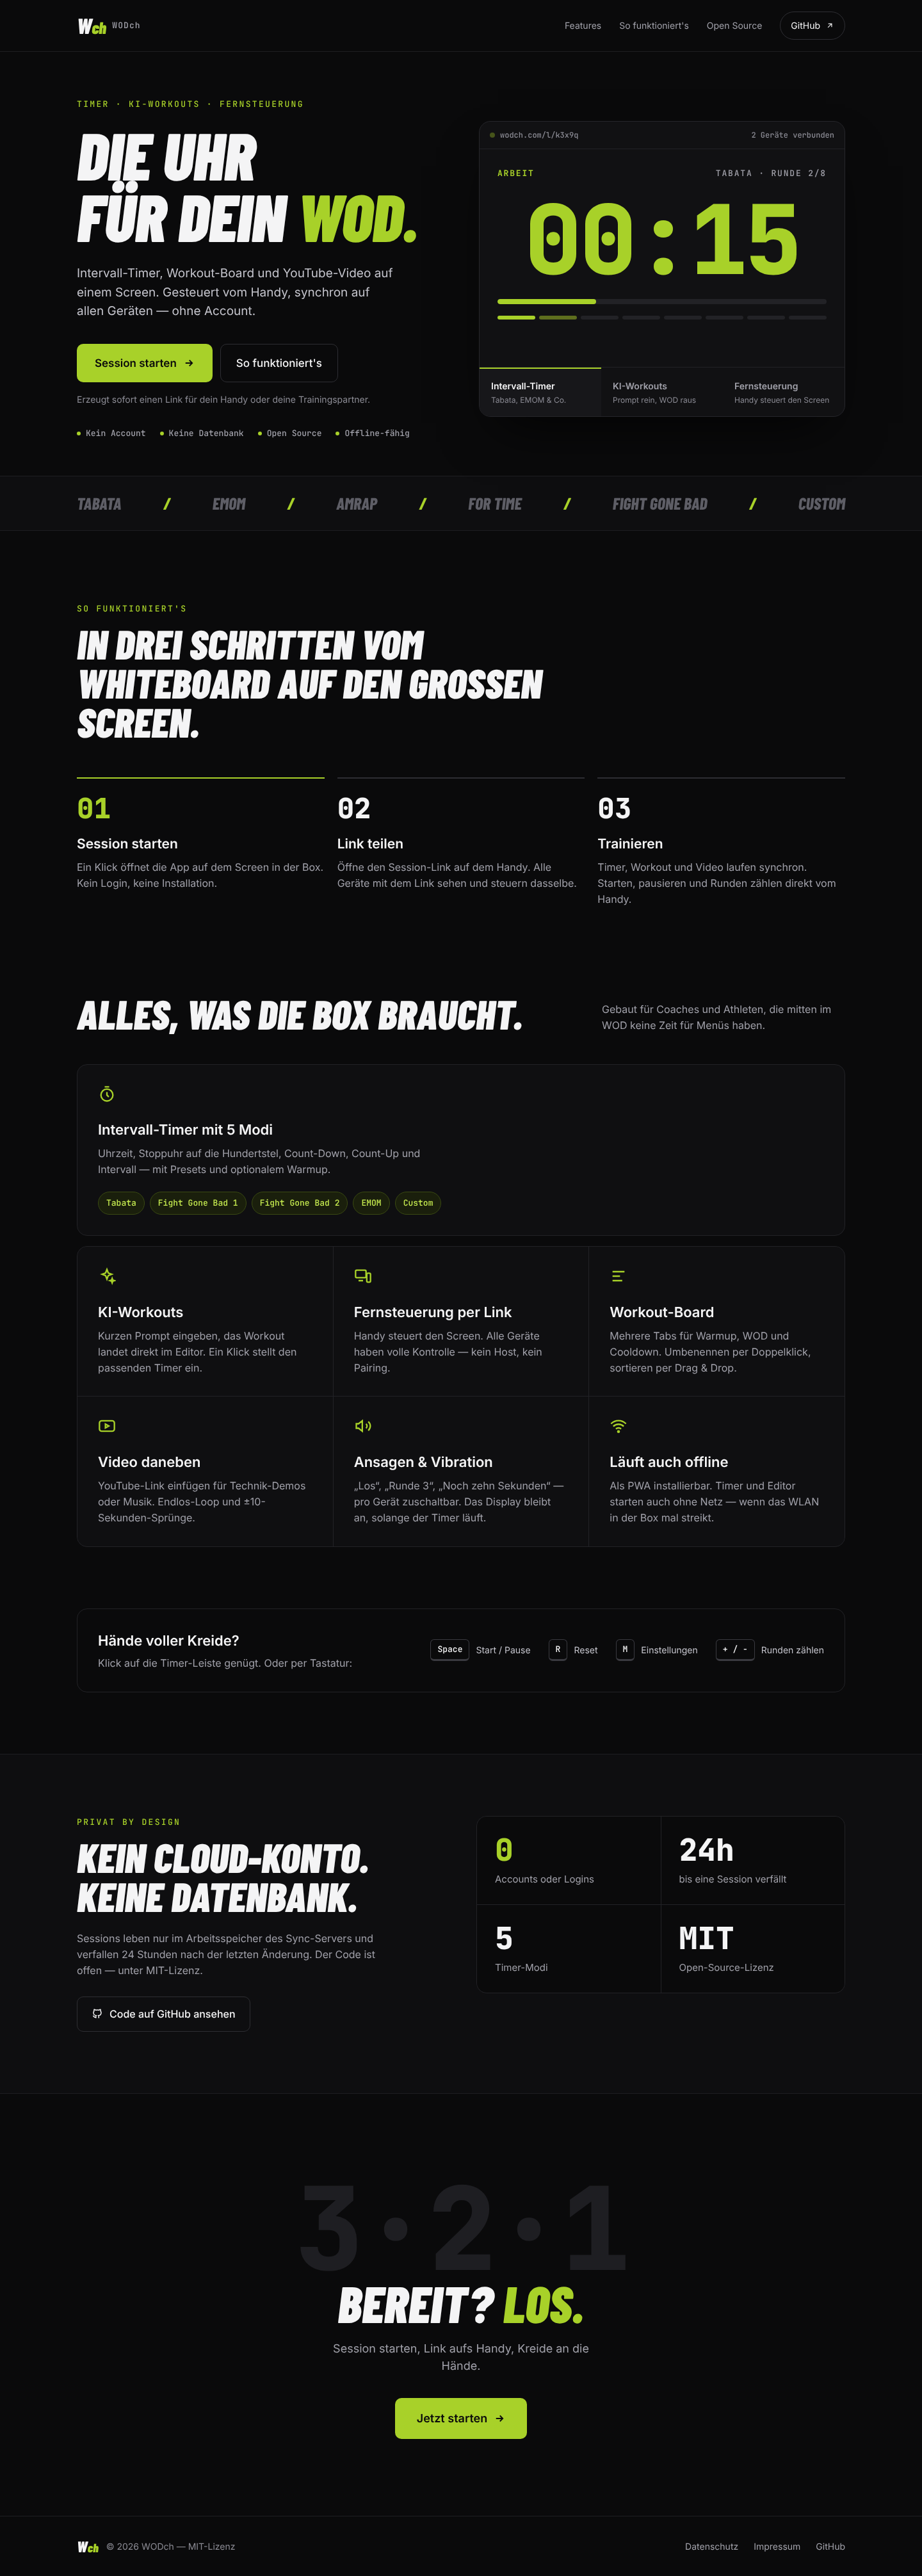 Wch WODch
Features So funktioniert's Open Source GitHub ↗
TIMER · KI-WORKOUTS · FERNSTEUERUNG
DIE UHR
FÜR DEIN WOD.
Intervall-Timer, Workout-Board und YouTube-Video auf
einem Screen. Gesteuert vom Handy, synchron auf
allen Geräten — ohne Account.
Session starten →
So funktioniert's
Erzeugt sofort einen Link für dein Handy oder deine Trainingspartner.
Kein Account Keine Datenbank Open Source Offline-fähig
wodch.com/l/k3x9q 2 Geräte verbunden
ARBEIT TABATA · RUNDE 2/8
00:15
Intervall-Timer
Tabata, EMOM & Co.
KI-Workouts
Prompt rein, WOD raus
Fernsteuerung
Handy steuert den Screen
TABATA / EMOM / AMRAP / FOR TIME / FIGHT GONE BAD / CUSTOM
SO FUNKTIONIERT'S
IN DREI SCHRITTEN VOM
WHITEBOARD AUF DEN GROSSEN
SCREEN.
01
Session starten
Ein Klick öffnet die App auf dem Screen in der Box.
Kein Login, keine Installation.
02
Link teilen
Öffne den Session-Link auf dem Handy. Alle
Geräte mit dem Link sehen und steuern dasselbe.
03
Trainieren
Timer, Workout und Video laufen synchron.
Starten, pausieren und Runden zählen direkt vom
Handy.
ALLES, WAS DIE BOX BRAUCHT.
Gebaut für Coaches und Athleten, die mitten im
WOD keine Zeit für Menüs haben.
Intervall-Timer mit 5 Modi
Uhrzeit, Stoppuhr auf die Hundertstel, Count-Down, Count-Up und
Intervall — mit Presets und optionalem Warmup.
Tabata Fight Gone Bad 1 Fight Gone Bad 2 EMOM Custom
KI-Workouts
Kurzen Prompt eingeben, das Workout
landet direkt im Editor. Ein Klick stellt den
passenden Timer ein.
Fernsteuerung per Link
Handy steuert den Screen. Alle Geräte
haben volle Kontrolle — kein Host, kein
Pairing.
Workout-Board
Mehrere Tabs für Warmup, WOD und
Cooldown. Umbenennen per Doppelklick,
sortieren per Drag & Drop.
Video daneben
YouTube-Link einfügen für Technik-Demos
oder Musik. Endlos-Loop und ±10-
Sekunden-Sprünge.
Ansagen & Vibration
„Los“, „Runde 3“, „Noch zehn Sekunden“ —
pro Gerät zuschaltbar. Das Display bleibt
an, solange der Timer läuft.
Läuft auch offline
Als PWA installierbar. Timer und Editor
starten auch ohne Netz — wenn das WLAN
in der Box mal streikt.
Hände voller Kreide?
Klick auf die Timer-Leiste genügt. Oder per Tastatur:
Space Start / Pause R Reset M Einstellungen + / - Runden zählen
PRIVAT BY DESIGN
KEIN CLOUD-KONTO.
KEINE DATENBANK.
Sessions leben nur im Arbeitsspeicher des Sync-Servers und
verfallen 24 Stunden nach der letzten Änderung. Der Code ist
offen — unter MIT-Lizenz.
Code auf GitHub ansehen
0
Accounts oder Logins
24h
bis eine Session verfällt
5
Timer-Modi
MIT
Open-Source-Lizenz
3·2·1
BEREIT? LOS.
Session starten, Link aufs Handy, Kreide an die
Hände.
Jetzt starten →
Wch © 2026 WODch — MIT-Lizenz
Datenschutz Impressum GitHub